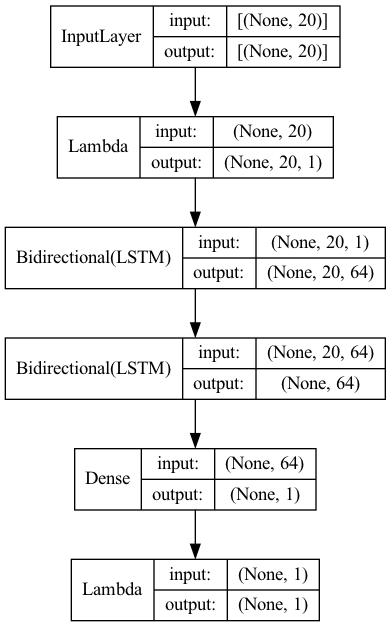 InputLayer input: [(None, 20)]
output: [(None, 20)]
Lambda input: (None, 20)
output: (None, 20, 1)
Bidirectional(LSTM) input: (None, 20, 1)
output: (None, 20, 64)
Bidirectional(LSTM) input: (None, 20, 64)
output: (None, 64)
Dense input: (None, 64)
output: (None, 1)
Lambda input: (None, 1)
output: (None, 1)